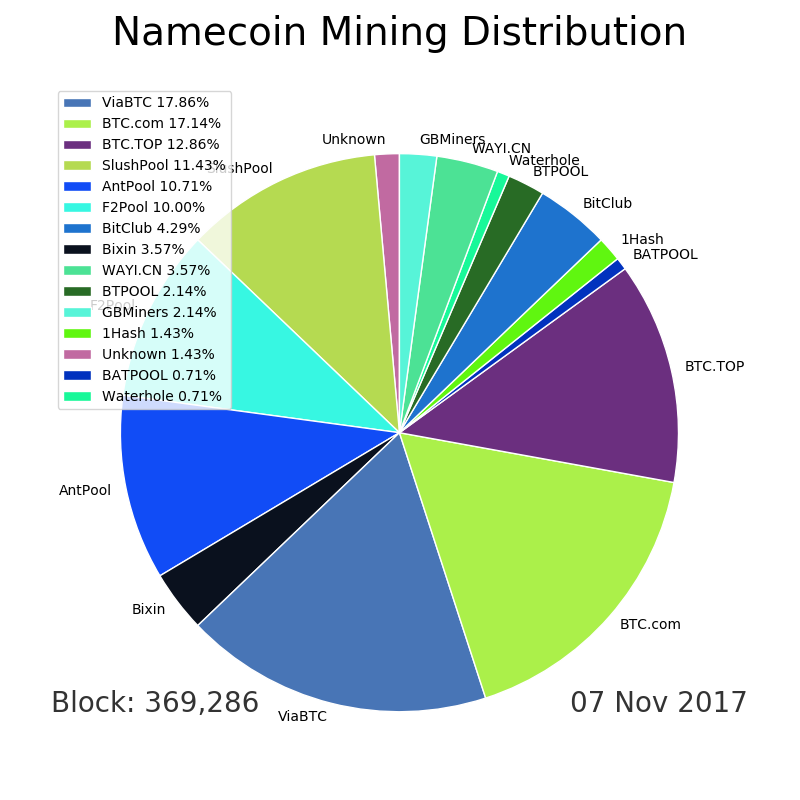 Namecoin Mining Distribution
ViaBTC 17.86%
BTC.com 17.14%
BTC.TOP 12.86%
SlushPool 11.43%
AntPool 10.71%
F2Pool 10.00%
BitClub 4.29%
Bixin 3.57%
WAYI.CN 3.57%
BTPOOL 2.14%
GBMiners 2.14%
1Hash 1.43%
Unknown 1.43%
BATPOOL 0.71%
Waterhole 0.71%
Unknown
GBMiners
WAYI.CN
Waterhole
BTPOOL
BitClub
1Hash
BATPOOL
BTC.TOP
BTC.com
ViaBTC
Bixin
AntPool
F2Pool
SlushPool
Block: 369,286
07 Nov 2017